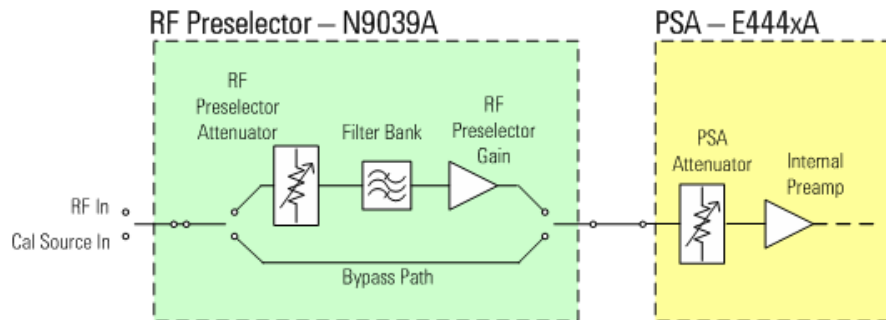 RF Preselector – N9039A
PSA – E444xA
RF
Preselector
Attenuator
Filter Bank
RF
Preselector
Gain
PSA
Attenuator
Internal
Preamp
RF In
Cal Source In
Bypass Path